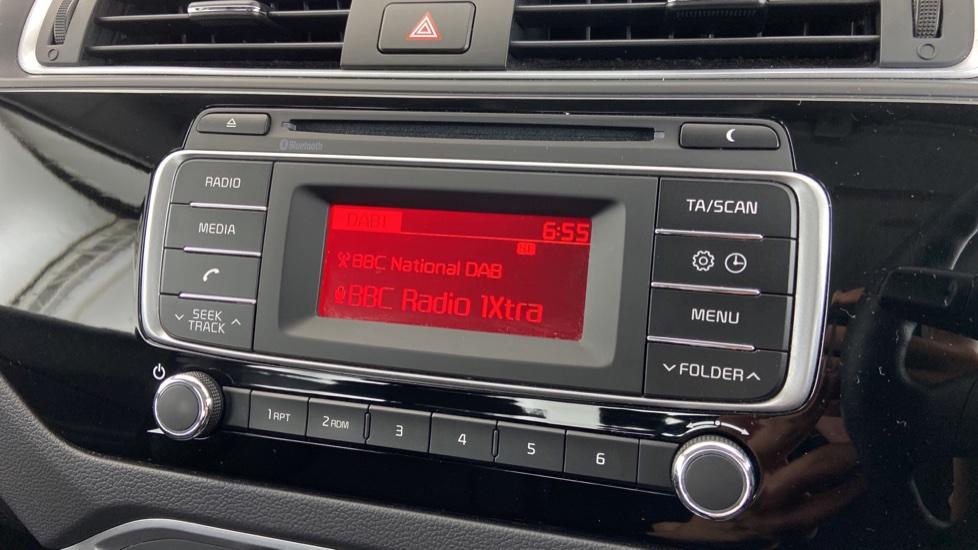 Bluetooth
RADIO
TA/SCAN
DAB1
6:55
MEDIA
BBC National DAB
BBC Radio 1Xtra
MENU
SEEK
TRACK
FOLDER
1 RPT
2 RDM
3
4
5
6